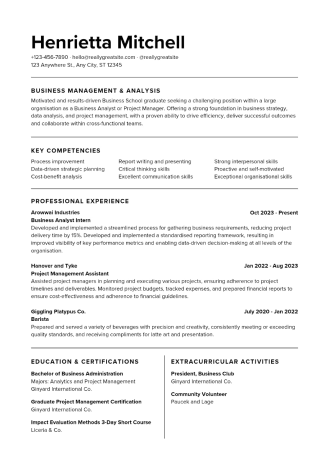 Henrietta Mitchell
+123-456-7890 · hello@reallygreatsite · @reallygreatsite
123 Anywhere St., Any City, ST 12345
BUSINESS MANAGEMENT & ANALYSIS
Motivated and results-driven Business School graduate seeking a challenging position within a large
organisation as a Business Analyst or Project Manager. Offering a strong foundation in business strategy,
data analysis, and project management, with a proven ability to drive efficiency, deliver successful outcomes
and collaborate within cross-functional teams.
KEY COMPETENCIES
Process improvement Report writing and presenting Strong interpersonal skills
Data-driven strategic planning Critical thinking skills Proactive and self-motivated
Cost-benefit analysis Excellent communication skills Exceptional organisational skills
PROFESSIONAL EXPERIENCE
Arowwai Industries Oct 2023 - Present
Business Analyst Intern
Developed and implemented a streamlined process for gathering business requirements, reducing project
delivery time by 15%. Developed and implemented a standardised reporting framework, resulting in
improved visibility of key performance metrics and enabling data-driven decision-making at all levels of the
organisation.
Hanover and Tyke Jan 2022 - Aug 2023
Project Management Assistant
Assisted project managers in planning and executing various projects, ensuring adherence to project
timelines and deliverables. Monitored project budgets, tracked expenses, and prepared financial reports to
ensure cost-effectiveness and adherence to financial guidelines.
Giggling Platypus Co. July 2020 - Jan 2022
Barista
Prepared and served a variety of beverages with precision and creativity, consistently meeting or exceeding
quality standards, and receiving compliments for latte art and presentation.
EDUCATION & CERTIFICATIONS
Bachelor of Business Administration
Majors: Analytics and Project Management
Ginyard International Co.
Graduate Project Management Certification
Ginyard International Co.
Impact Evaluation Methods 3-Day Short Course
Liceria & Co.
EXTRACURRICULAR ACTIVITIES
President, Business Club
Ginyard International Co.
Community Volunteer
Paucek and Lage